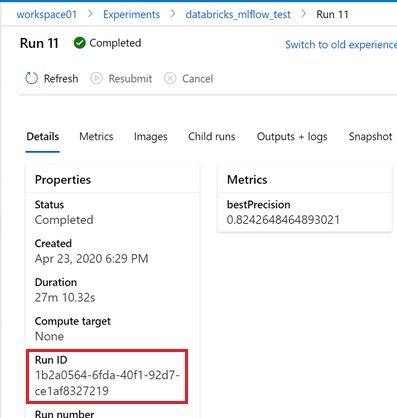 workspace01 > Experiments > databricks_mlflow_test > Run 11
Run 11 Completed
Switch to old experience
Refresh Resubmit Cancel
Details Metrics Images Child runs Outputs + logs Snapshot
Properties
Status
Completed
Created
Apr 23, 2020 6:29 PM
Duration
27m 10.32s
Compute target
None
Run ID
1b2a0564-6fda-40f1-92d7-
ce1af8327219
Run number
Metrics
bestPrecision
0.8242648464893021